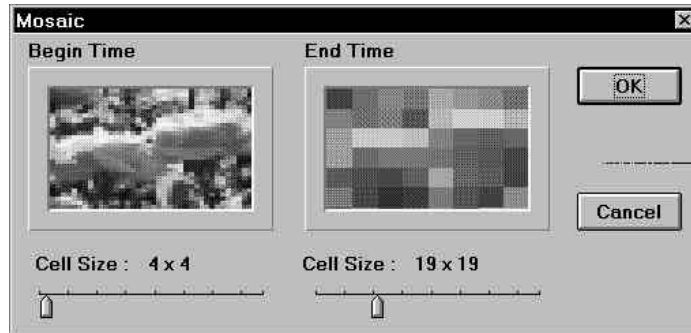 Mosaic
Begin Time
End Time
OK
Cancel
Cell Size : 4 x 4
Cell Size : 19 x 19